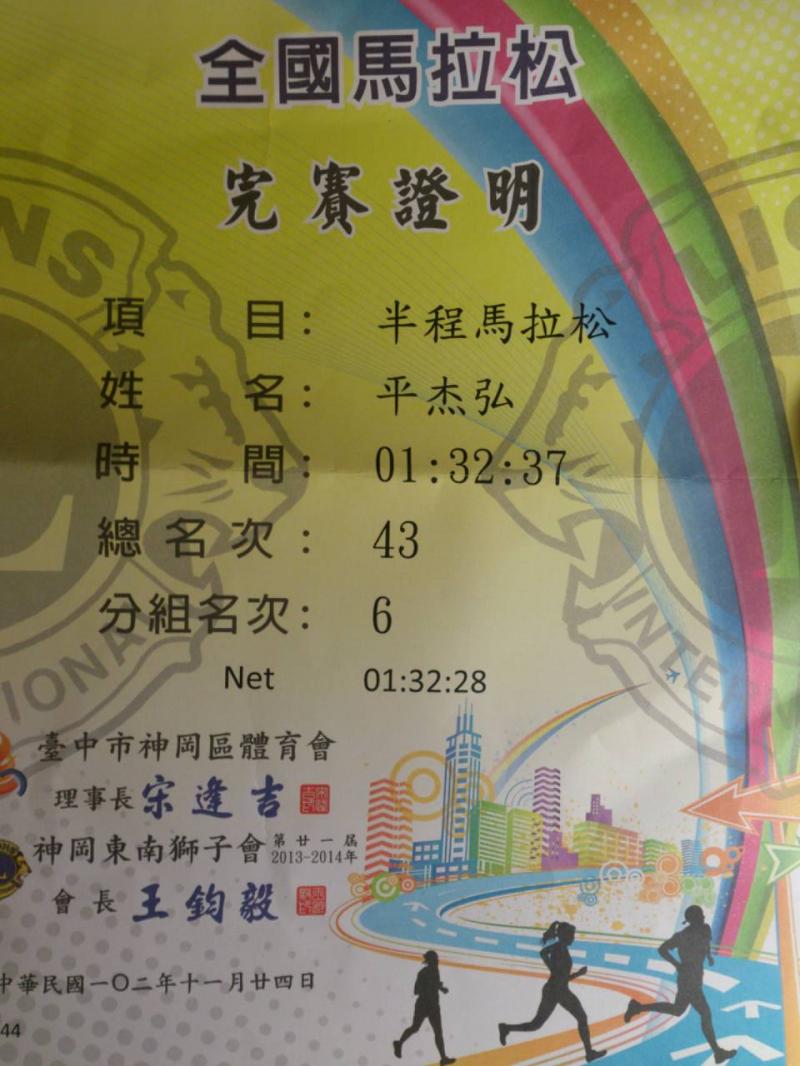 全國馬拉松
完賽證明
項目：半程馬拉松
姓名：平杰弘
時間：01:32:37
總名次：43
分組名次：6
Net 01:32:28
臺中市神岡區體育會
理事長 宋逢吉
神岡東南獅子會 第廿一屆 2013-2014年
會長 王鈞毅
中華民國一〇二年十一月廿四日
44
NS
IONAL
LIO
INTERN